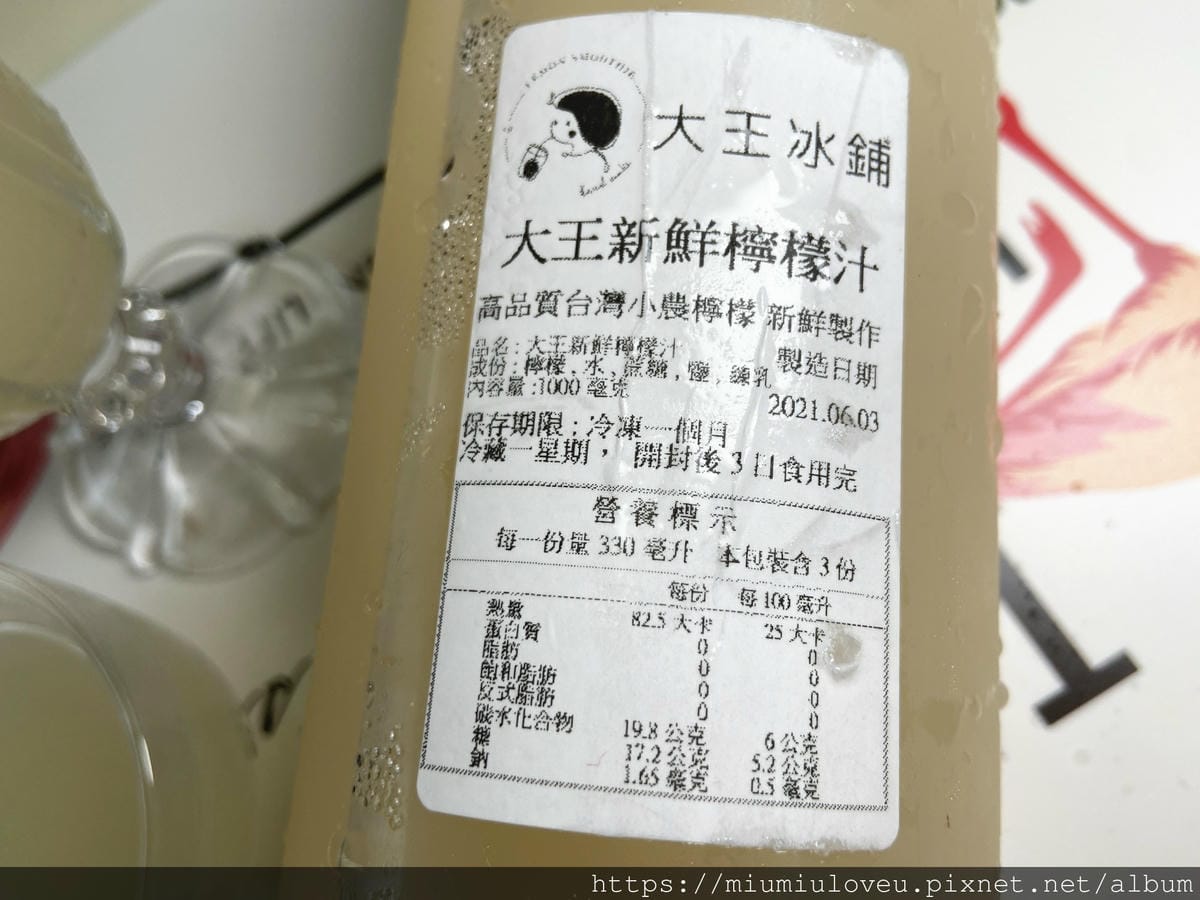 LEMON SMOOTHIE
大王冰鋪
大王新鮮檸檬汁
高品質台灣小農檸檬 新鮮製作
品名：大王新鮮檸檬汁
成份：檸檬、水、蔗糖，鹽，鍊乳
內容量：1000 毫克
製造日期
2021.06.03
保存期限：冷凍一個月
冷藏一星期，開封後3日食用完
營養標示
每一份量 330 毫升 本包裝含 3 份
每份 每 100 毫升
熱量 82.5 大卡 25 大卡
蛋白質 0 0
脂肪 0 0
飽和脂肪 0 0
反式脂肪 0 0
碳水化合物 19.8 公克 6 公克
糖 17.2 公克 5.2 公克
鈉 1.65 毫克 0.5 毫克
https://miumiuloveu.pixnet.net/album